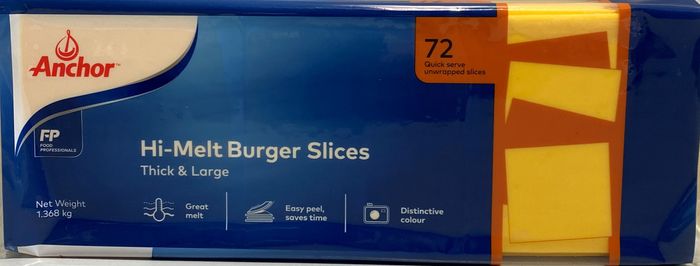 Anchor™
72
Quick serve
unwrapped slices
FP
FOOD
PROFESSIONALS
Hi-Melt Burger Slices
Thick & Large
Net Weight
1.368 kg
Great
melt
Easy peel,
saves time
Distinctive
colour